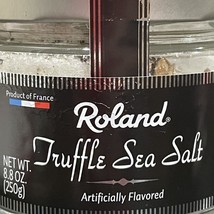 Product of France
Roland®
Truffle Sea Salt
NET WT.
8.8 OZ.
(250g)
Artificially Flavored